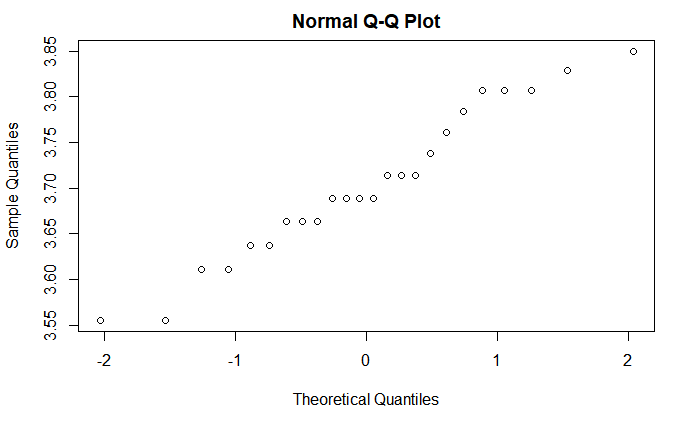 Normal Q-Q Plot
Sample Quantiles
3.85
3.80
3.75
3.70
3.65
3.60
3.55
-2 -1 0 1 2
Theoretical Quantiles